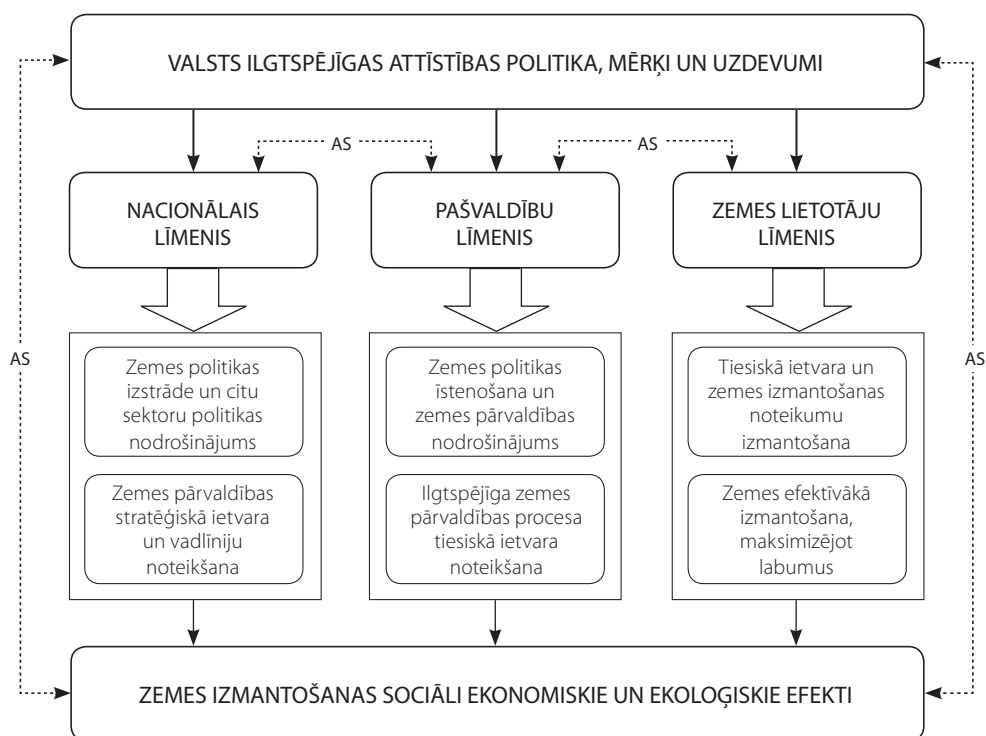 VALSTS ILGTSPĒJĪGAS ATTĪSTĪBAS POLITIKA, MĒRĶI UN UZDEVUMI
AS
AS
NACIONĀLAIS
LĪMENIS
PAŠVALDĪBU
LĪMENIS
ZEMES LIETOTĀJU
LĪMENIS
AS
AS
Zemes politikas
izstrāde un citu
sektoru politikas
nodrošinājums
Zemes politikas
īstenošana un
zemes pārvaldības
nodrošinājums
Tiesiskā ietvara un
zemes izmantošanas
noteikumu
izmantošana
Zemes pārvaldības
stratēģiskā ietvara
un vadlīniju
noteikšana
Ilgtspējīga zemes
pārvaldības procesa
tiesiskā ietvara
noteikšana
Zemes efektīvākā
izmantošana,
maksimizējot
labumus
ZEMES IZMANTOŠANAS SOCIĀLI EKONOMISKIE UN EKOLOĢISKIE EFEKTI